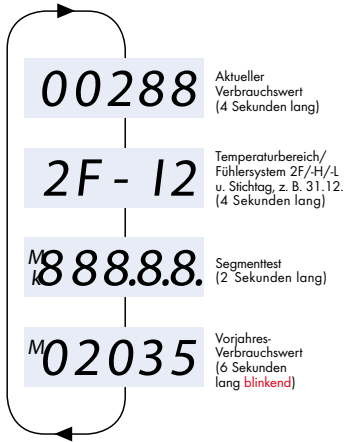 00288
Aktueller
Verbrauchswert
(4 Sekunden lang)
2F - 12
Temperaturbereich/
Fühlersystem 2F/-H/-L
u. Stichtag, z. B. 31.12.
(4 Sekunden lang)
M
k
888.8.8.
Segmenttest
(2 Sekunden lang)
M
02035
Vorjahres-
Verbrauchswert
(6 Sekunden
lang blinkend)